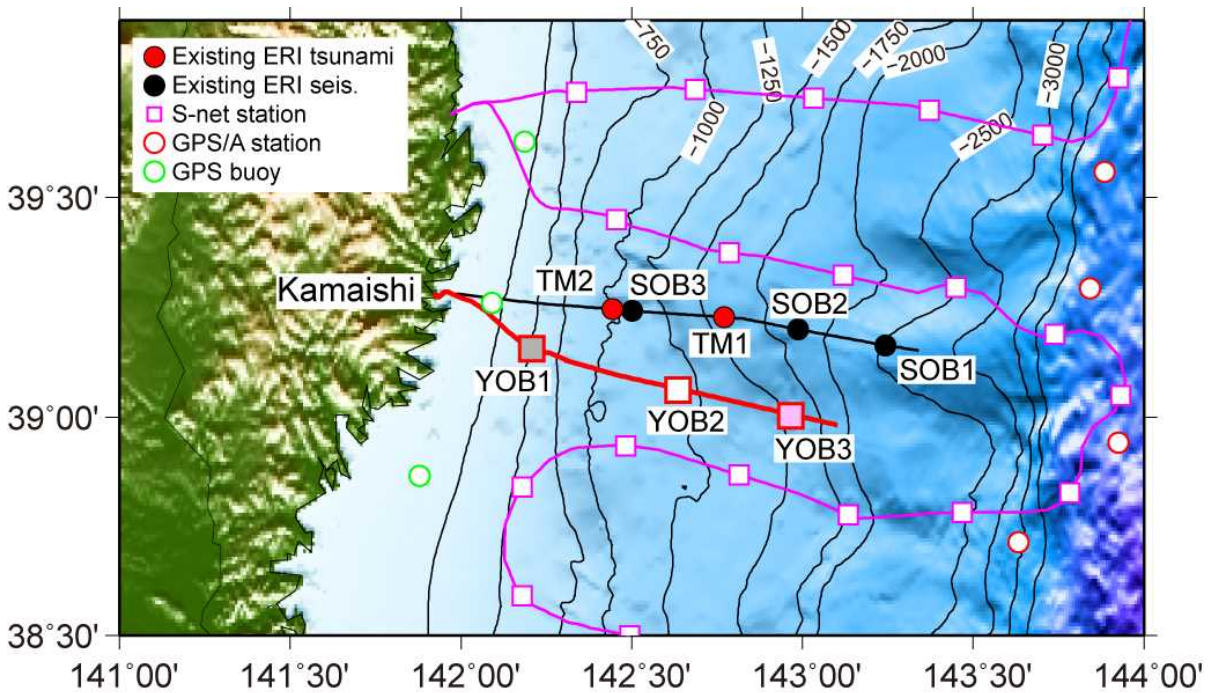 Existing ERI tsunami
Existing ERI seis.
S-net station
GPS/A station
GPS buoy
−750
−1000
−1250
−1500
−1750
−2000
−2500
−3000
39˚30'
39˚00'
38˚30'
Kamaishi
TM2
SOB3
SOB2
TM1
SOB1
YOB1
YOB2
YOB3
141˚00'
141˚30'
142˚00'
142˚30'
143˚00'
143˚30'
144˚00'